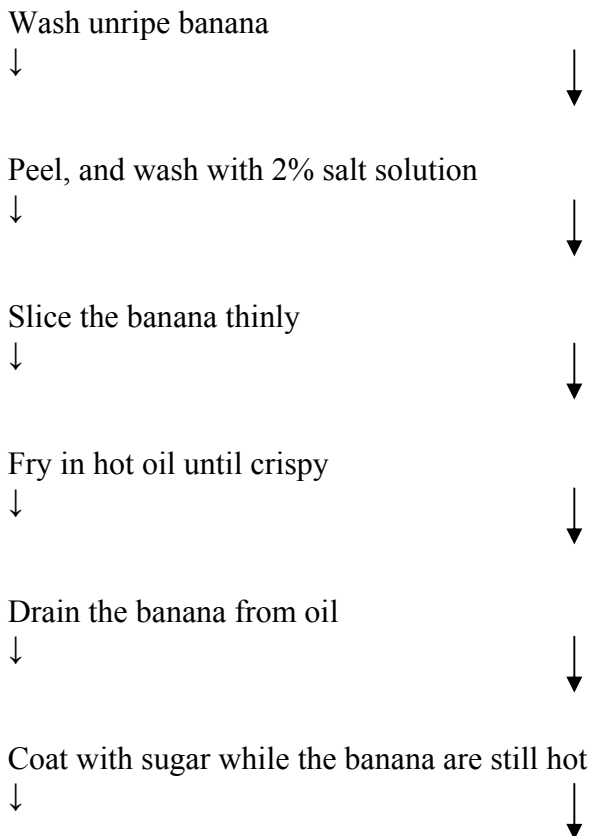 Wash unripe banana
↓
Peel, and wash with 2% salt solution
↓
Slice the banana thinly
↓
Fry in hot oil until crispy
↓
Drain the banana from oil
↓
Coat with sugar while the banana are still hot
↓